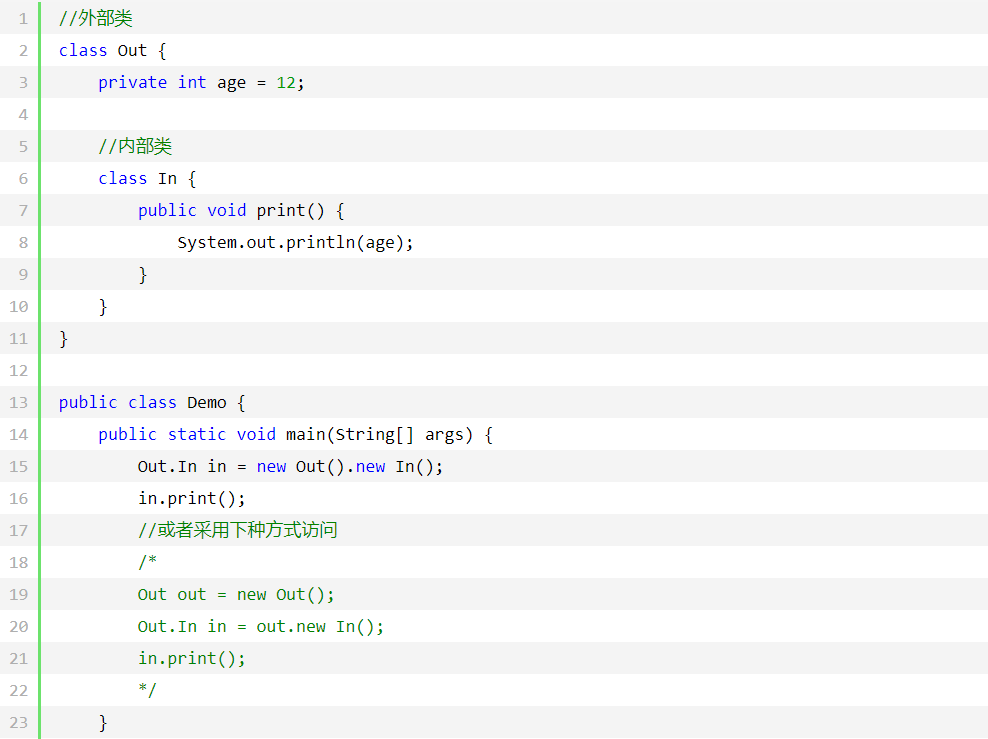 1 //外部类
2 class Out {
3     private int age = 12;
4
5     //内部类
6     class In {
7         public void print() {
8             System.out.println(age);
9         }
10     }
11 }
12
13 public class Demo {
14     public static void main(String[] args) {
15         Out.In in = new Out().new In();
16         in.print();
17         //或者采用下种方式访问
18         /*
19         Out out = new Out();
20         Out.In in = out.new In();
21         in.print();
22         */
23     }